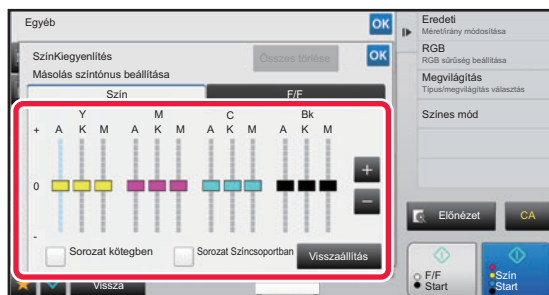 Egyéb
OK
SzínKiegyenlítés
Összes törlése
OK
Másolás színtónus beállítása
Szín
F/F
Y M C Bk
+ A K M A K M A K M A K M
0
+
−
-
Sorozat kötegben
Sorozat Színcsoportban
Visszaállítás
Vissza
Eredeti
Méret/irány módosítása
RGB
RGB sűrűség beállítása
Megvilágítás
Típus/megvilágítás választás
Színes mód
Előnézet
CA
F/F
Start
Szín
Start